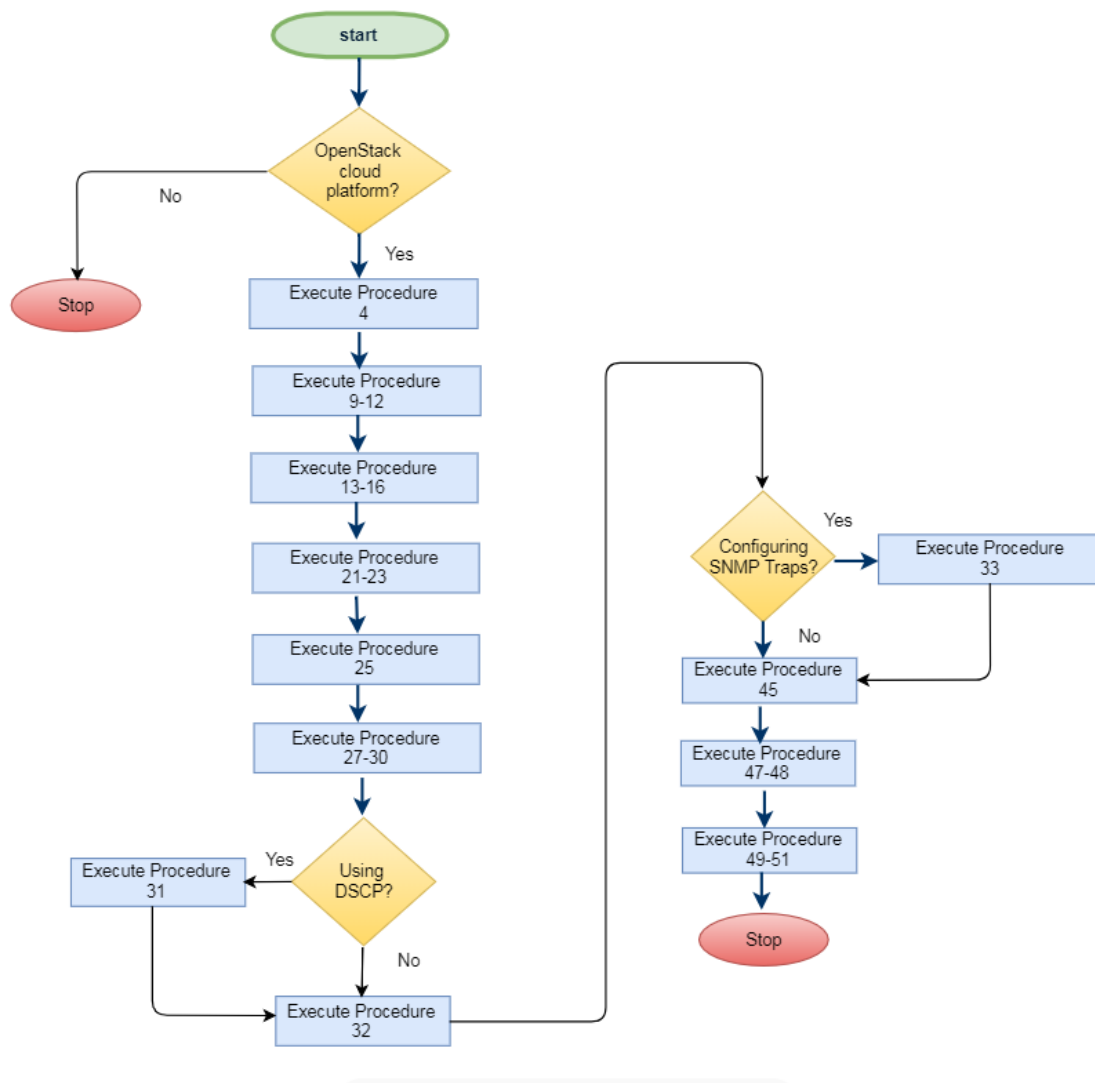 start
OpenStack
cloud
platform?
No
Yes
Stop
Execute Procedure
4
Execute Procedure
9-12
Execute Procedure
13-16
Execute Procedure
21-23
Execute Procedure
25
Execute Procedure
27-30
Using
DSCP?
Yes
Execute Procedure
31
No
Execute Procedure
32
Configuring
SNMP Traps?
Yes
Execute Procedure
33
No
Execute Procedure
45
Execute Procedure
47-48
Execute Procedure
49-51
Stop